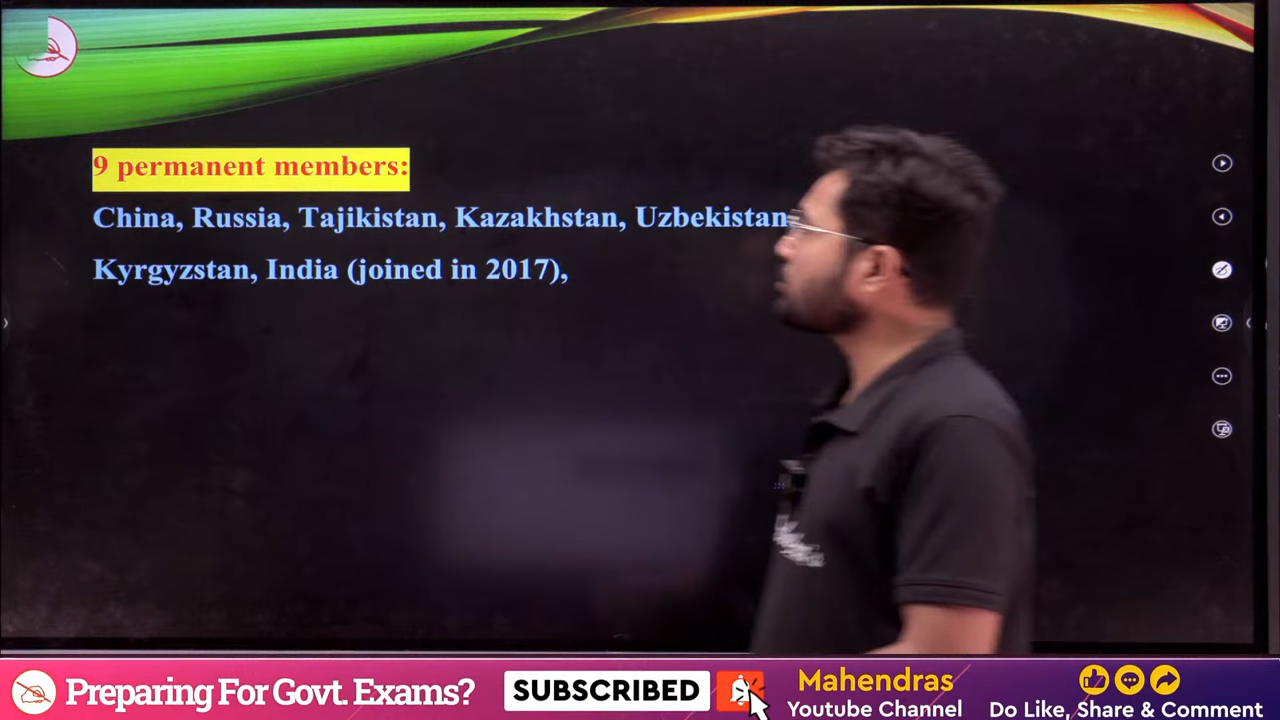 9 permanent members:
China, Russia, Tajikistan, Kazakhstan, Uzbekistan
Kyrgyzstan, India (joined in 2017),
Preparing For Govt. Exams?
SUBSCRIBED
Mahendras
Youtube Channel
Do Like, Share & Comment